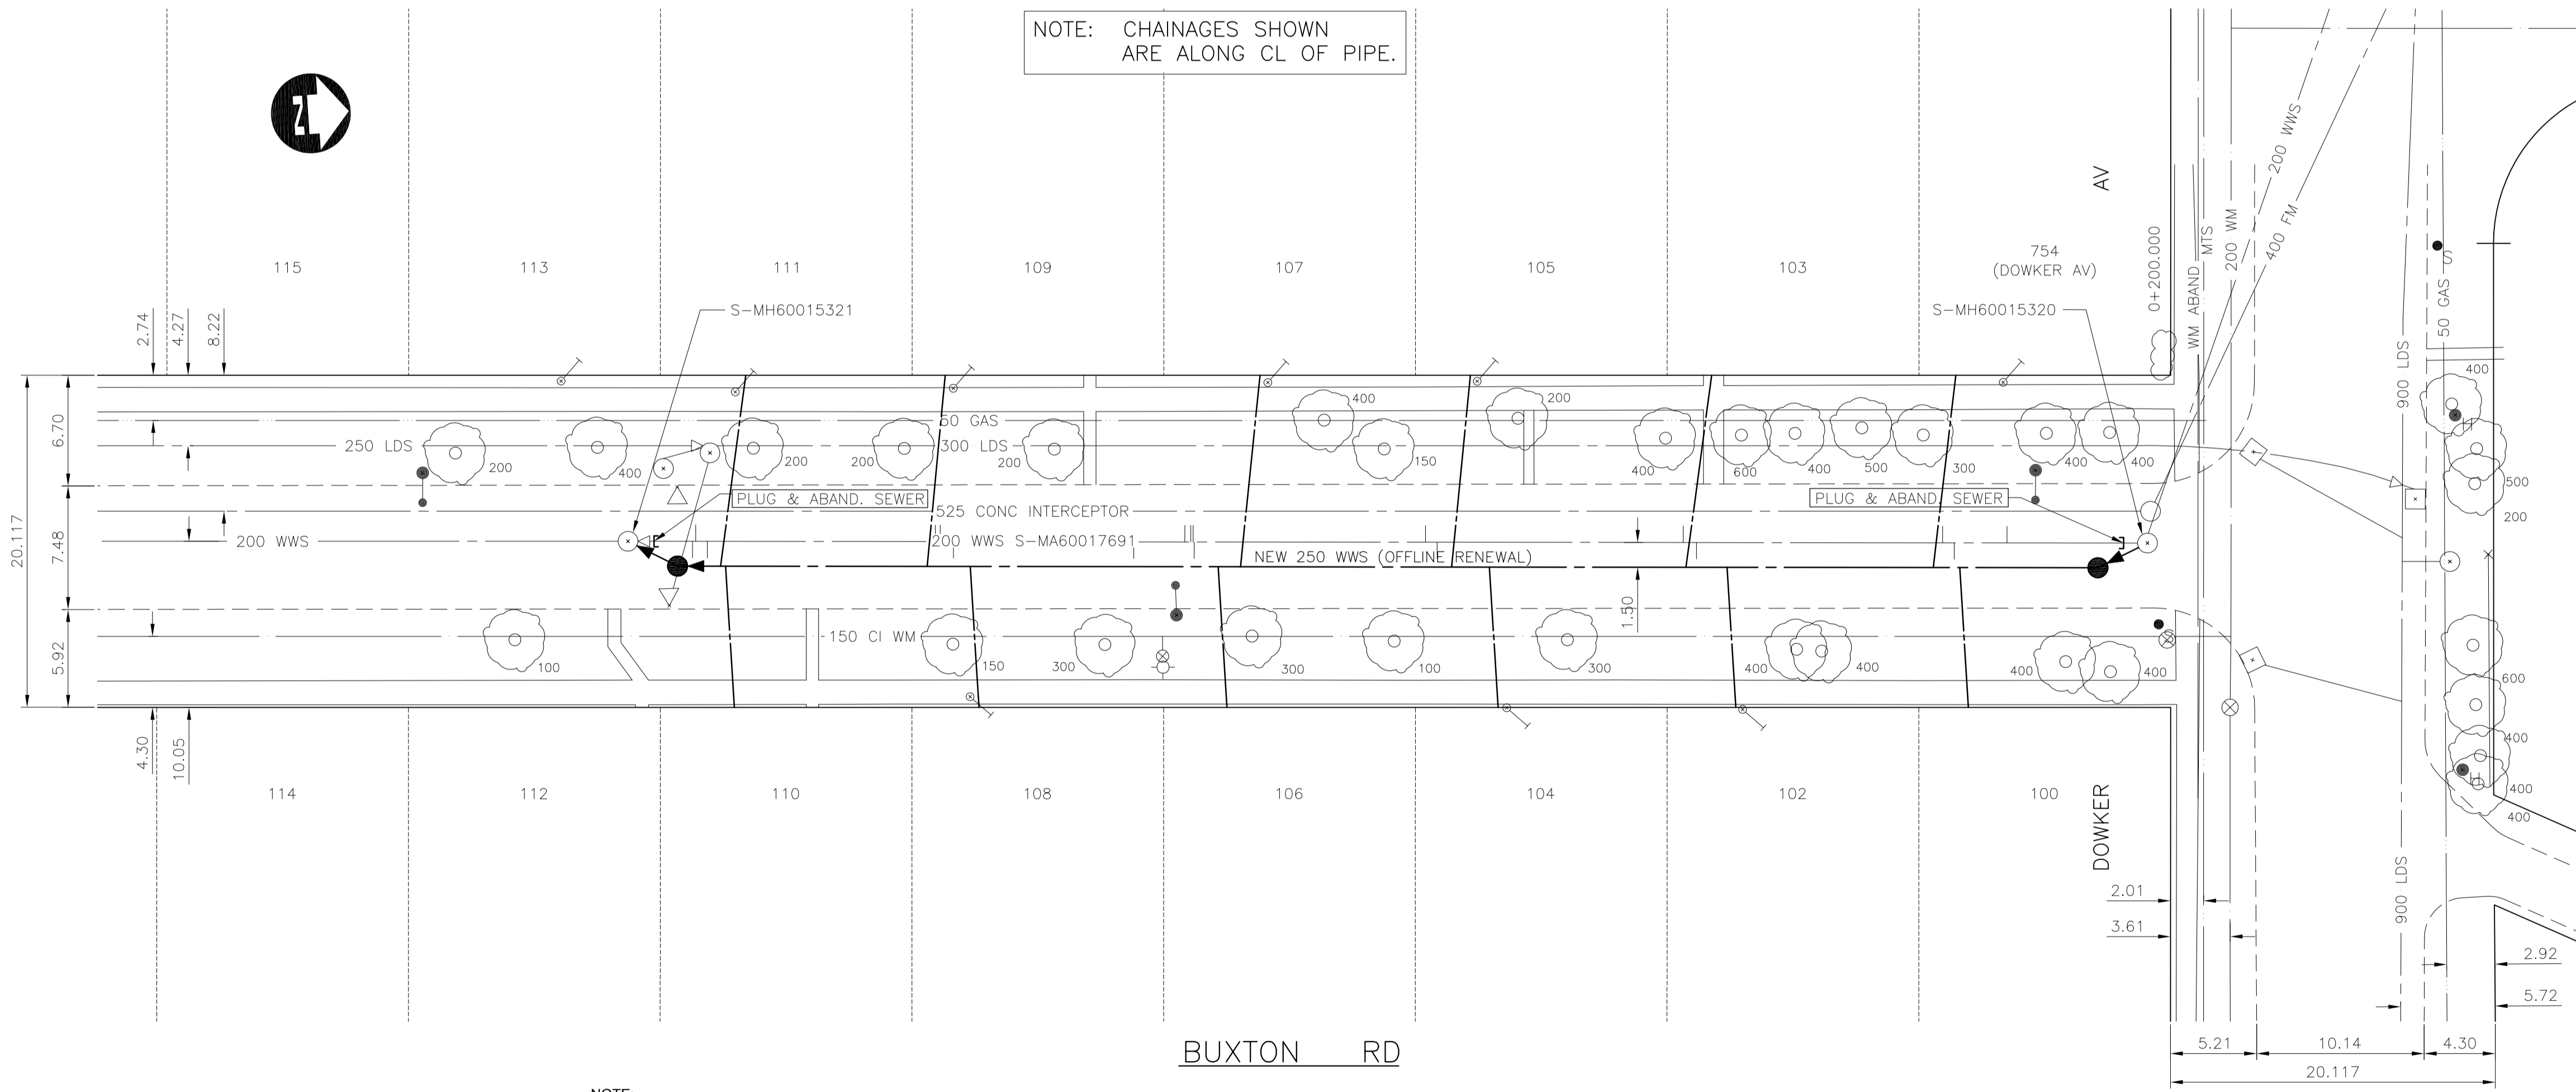 NOTE: CHAINAGES SHOWN
ARE ALONG CL OF PIPE.
N
115
113
111
109
107
105
103
754
(DOWKER AV)
AV
0+200.000
WM ABAND
MTS
200 WM
200 WWS
400 FM
900 LDS
50 GAS
S
S-MH60015321
S-MH60015320
2.74
4.27
8.22
20.117
6.70
7.48
5.92
4.30
10.05
50 GAS
250 LDS
300 LDS
200
400
200
200
200
400
150
200
400
600
400
500
300
400
400
400
H
500
200
PLUG & ABAND. SEWER
PLUG & ABAND. SEWER
525 CONC INTERCEPTOR
200 WWS
200 WWS S-MA60017691
NEW 250 WWS (OFFLINE RENEWAL)
1.50
150 CI WM
100
150
300
300
100
300
400
400
400
400
S
600
400
H
400
400
114
112
110
108
106
104
102
100
DOWKER
900 LDS
2.01
3.61
2.92
5.72
5.21
10.14
4.30
20.117
BUXTON RD
NOTE: